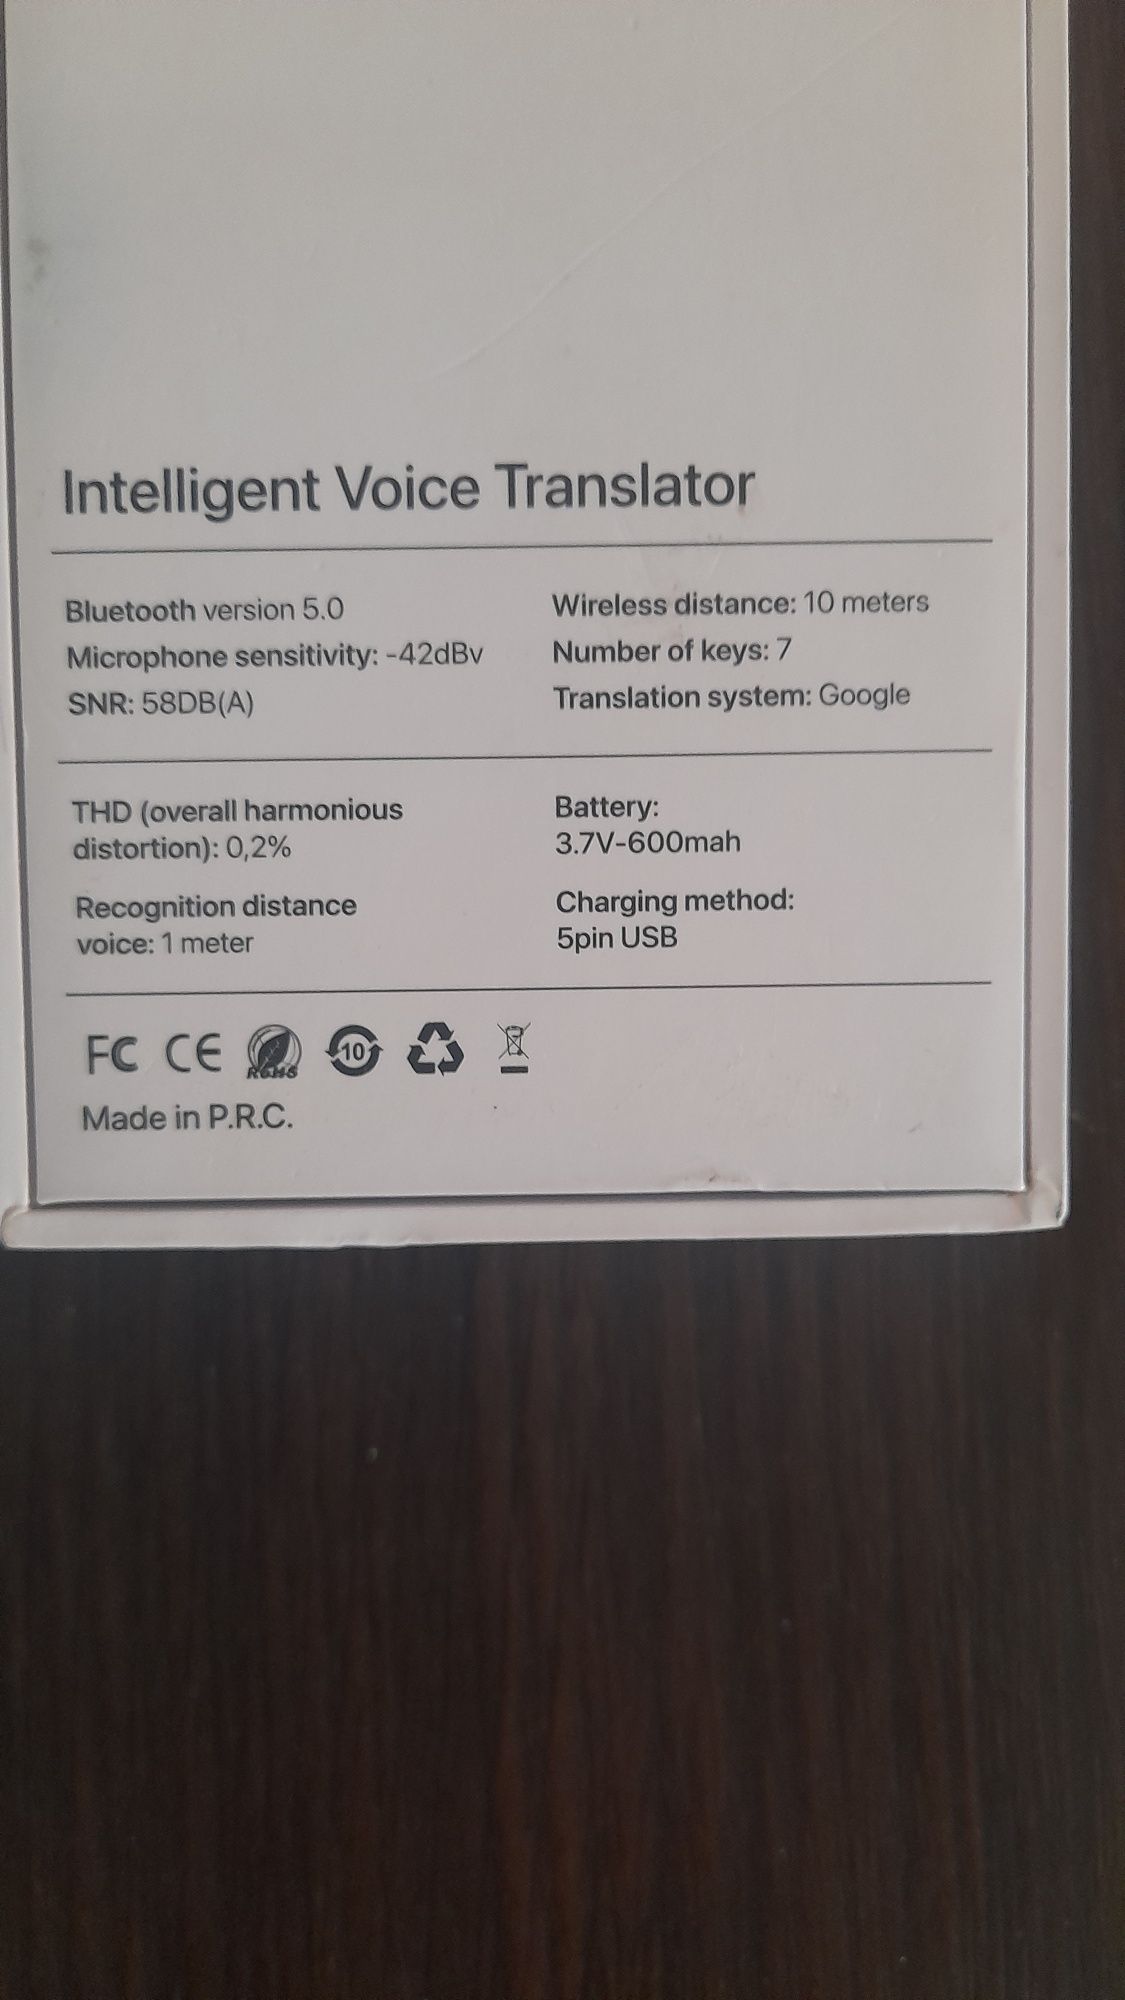 Intelligent Voice Translator
Bluetooth version 5.0
Microphone sensitivity: -42dBv
SNR: 58DB(A)
Wireless distance: 10 meters
Number of keys: 7
Translation system: Google
THD (overall harmonious
distortion): 0,2%
Recognition distance
voice: 1 meter
Battery:
3.7V-600mah
Charging method:
5pin USB
FC CE RoHS 10
Made in P.R.C.